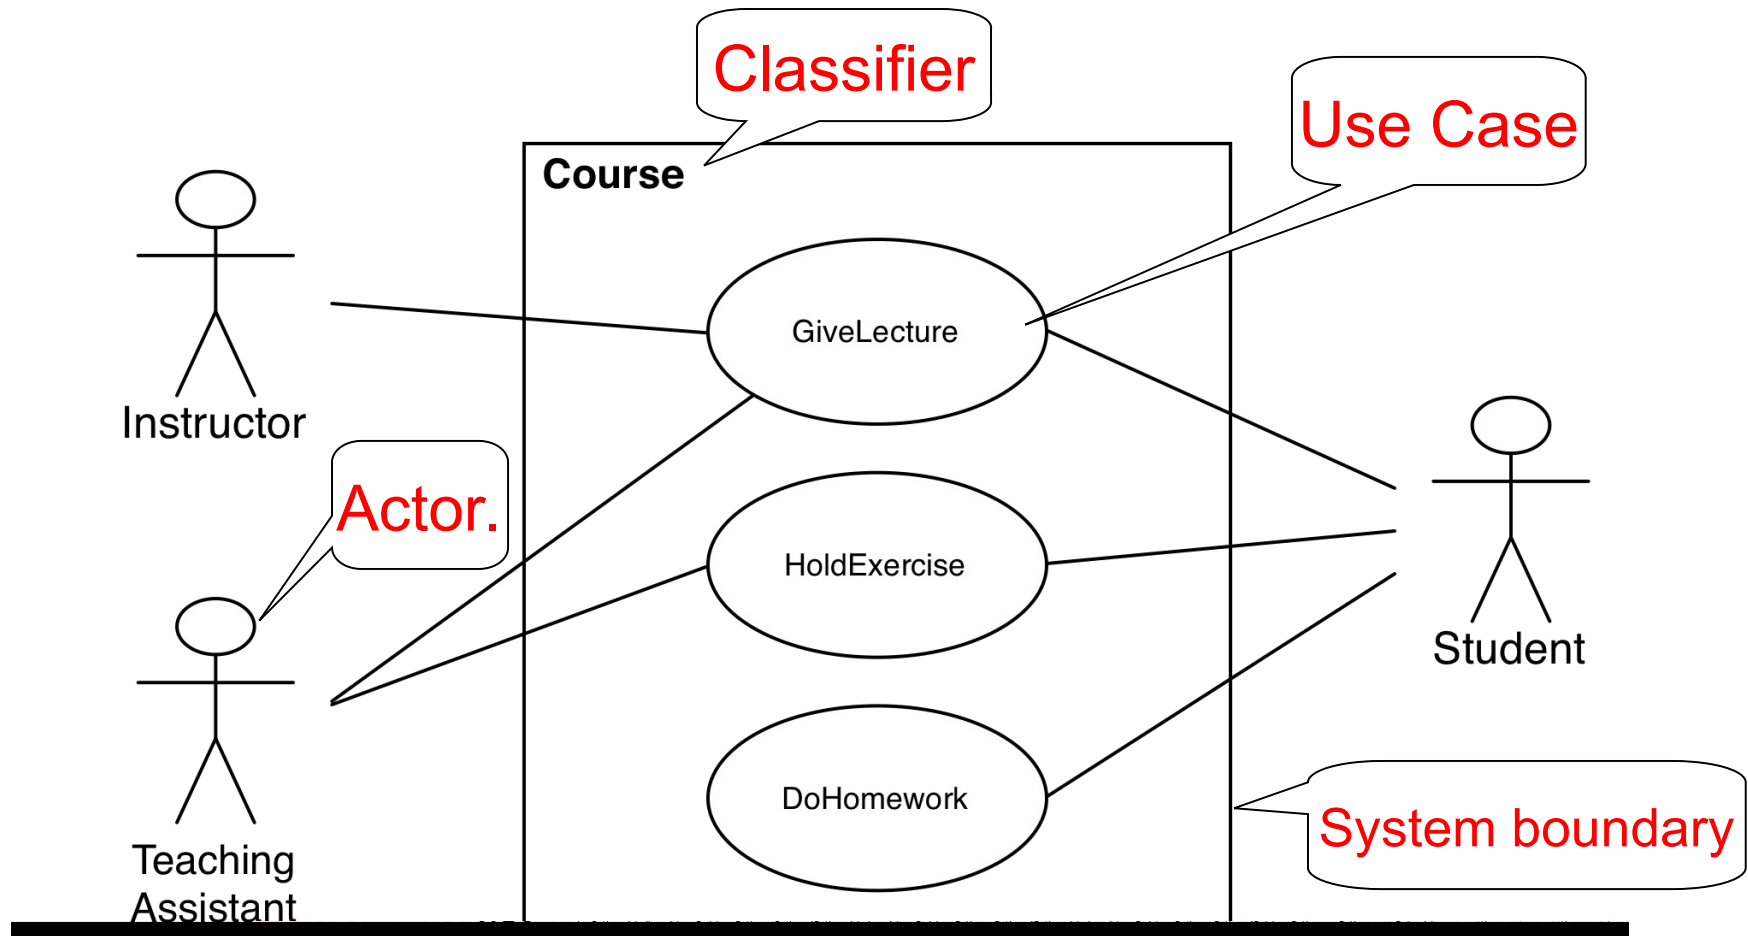 Classifier
Use Case
Course
GiveLecture
Instructor
Actor.
HoldExercise
Student
DoHomework
System boundary
Teaching
Assistant